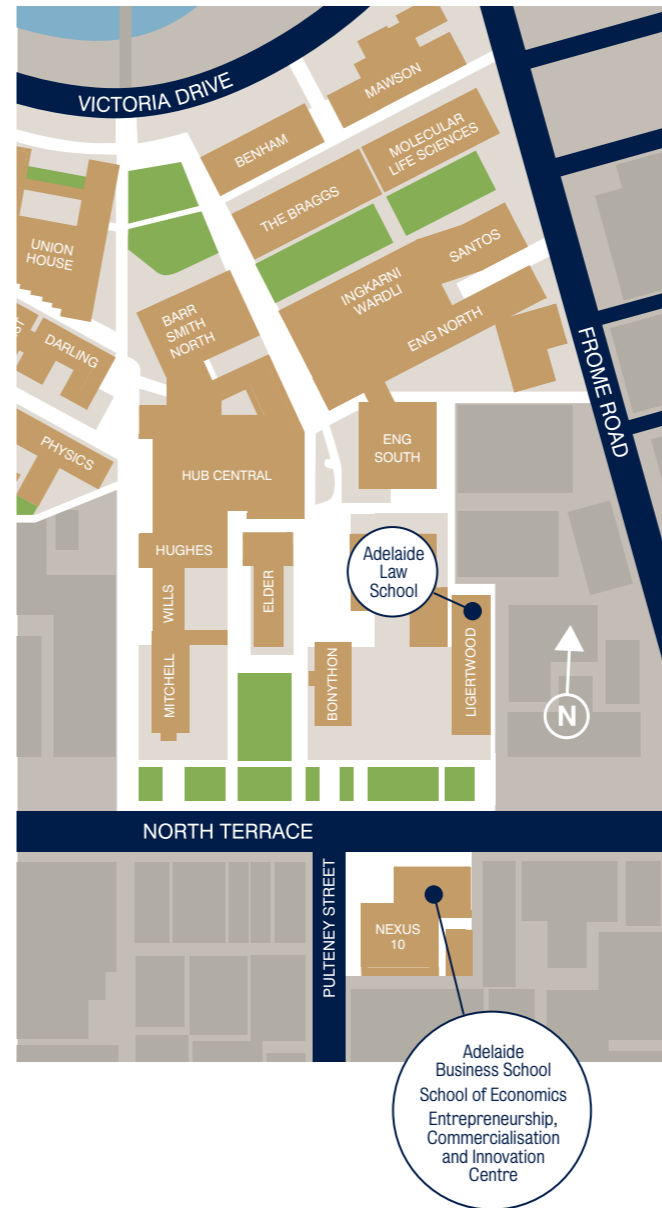 VICTORIA DRIVE
MAWSON
BENHAM
MOLECULAR
LIFE SCIENCES
THE BRAGGS
UNION
HOUSE
SANTOS
INGKARNI
WARDLI
BARR
SMITH
NORTH
ENG NORTH
DARLING
FROME ROAD
PHYSICS
ENG
SOUTH
HUB CENTRAL
HUGHES
Adelaide
Law
School
WILLS
ELDER
MITCHELL
BONYTHON
LIGERTWOOD
N
NORTH TERRACE
PULTENEY STREET
NEXUS
10
Adelaide
Business School
School of Economics
Entrepreneurship,
Commercialisation
and Innovation
Centre